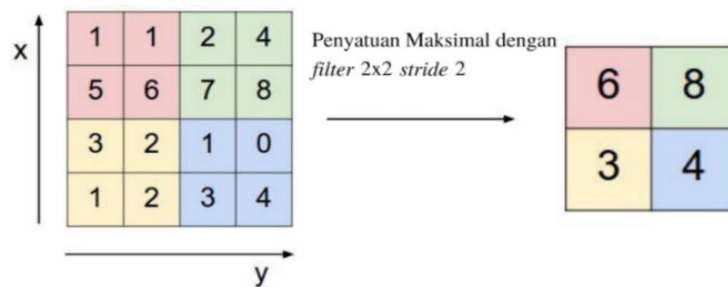 x
1 1 2 4
5 6 7 8
3 2 1 0
1 2 3 4
y
Penyatuan Maksimal dengan
filter 2x2 stride 2
6 8
3 4